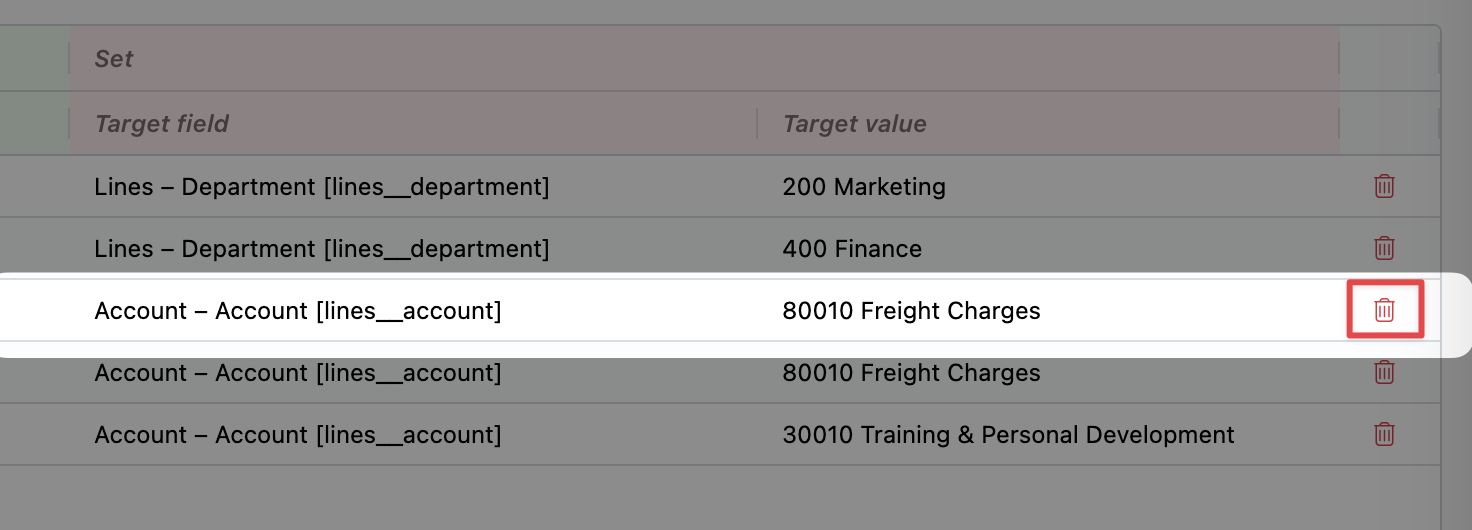 Set
Target field Target value
Lines – Department [lines__department] 200 Marketing
Lines – Department [lines__department] 400 Finance
Account – Account [lines__account] 80010 Freight Charges
Account – Account [lines__account] 80010 Freight Charges
Account – Account [lines__account] 30010 Training & Personal Development